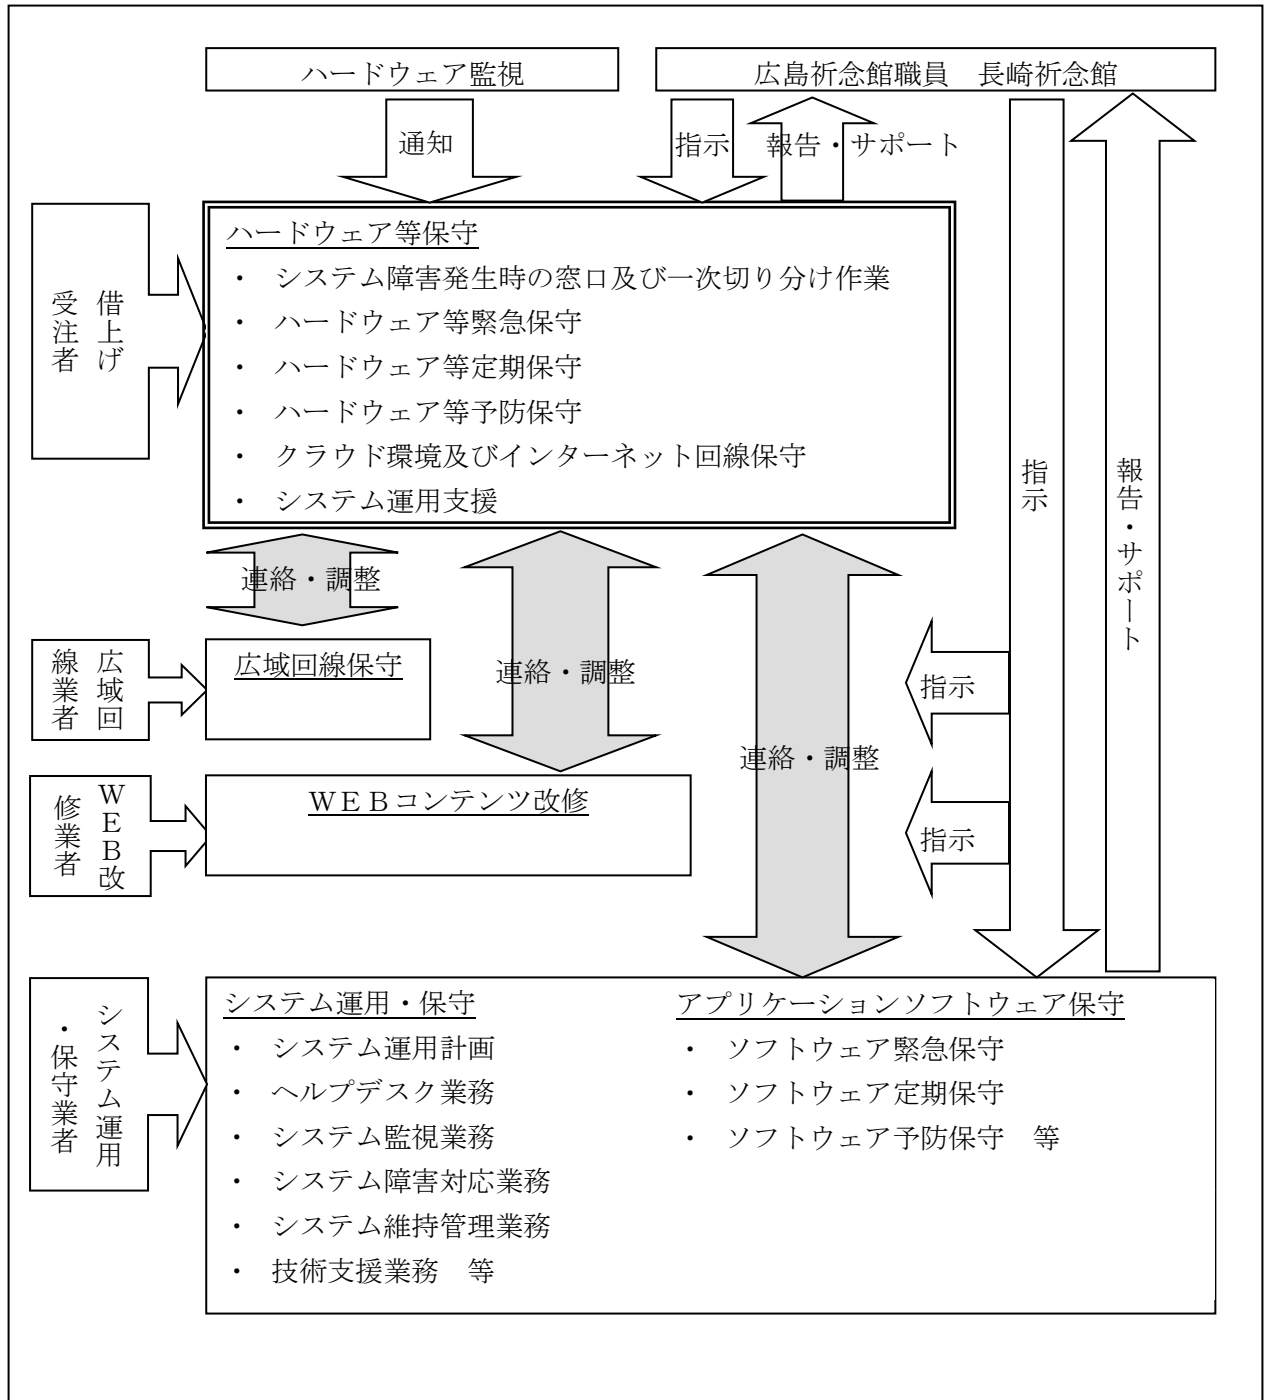 ハードウェア監視
広島祈念館職員　長崎祈念館
通知
指示
報告・サポート
借上げ
受注者
ハードウェア等保守
・ システム障害発生時の窓口及び一次切り分け作業
・ ハードウェア等緊急保守
・ ハードウェア等定期保守
・ ハードウェア等予防保守
・ クラウド環境及びインターネット回線保守
・ システム運用支援
指示
報告・サポート
連絡・調整
連絡・調整
連絡・調整
広域回
線業者
広域回線保守
指示
WEB改
修業者
ＷＥＢコンテンツ改修
指示
システム運用
・保守業者
システム運用・保守
・ システム運用計画
・ ヘルプデスク業務
・ システム監視業務
・ システム障害対応業務
・ システム維持管理業務
・ 技術支援業務　等
アプリケーションソフトウェア保守
・ ソフトウェア緊急保守
・ ソフトウェア定期保守
・ ソフトウェア予防保守　等